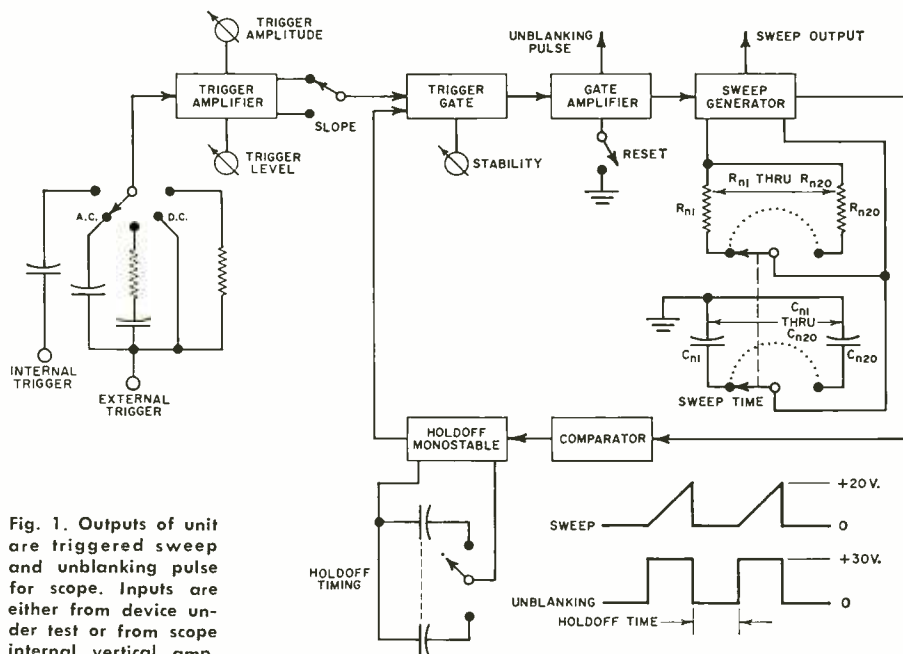 TRIGGER
AMPLITUDE
UNBLANKING
PULSE
SWEEP OUTPUT
TRIGGER
AMPLIFIER
SLOPE
TRIGGER
GATE
GATE
AMPLIFIER
SWEEP
GENERATOR
TRIGGER
LEVEL
STABILITY
RESET
Rn1 THRU Rn20
Rn1
Rn20
A.C.
D.C.
Cn1
THRU
Cn20
Cn1
Cn20
SWEEP TIME
INTERNAL
TRIGGER
EXTERNAL
TRIGGER
HOLDOFF
MONOSTABLE
COMPARATOR
HOLDOFF
TIMING
+20V.
SWEEP
0
+30V.
UNBLANKING
0
HOLDOFF TIME
Fig. 1. Outputs of unit
are triggered sweep
and unblanking pulse
for scope. Inputs are
either from device un-
der test or from scope
internal vertical amp.